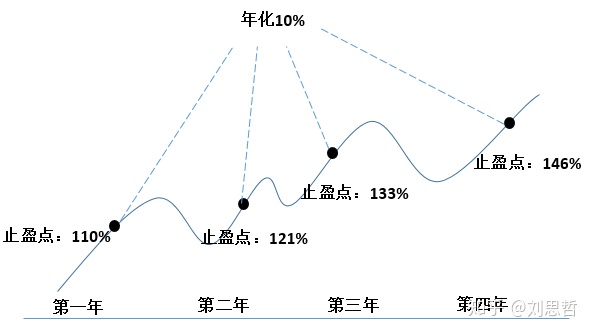 年化10%
止盈点：146%
止盈点：133%
止盈点：110%
止盈点：121%
第一年
第二年
第三年
第四年
知乎 @刘思哲